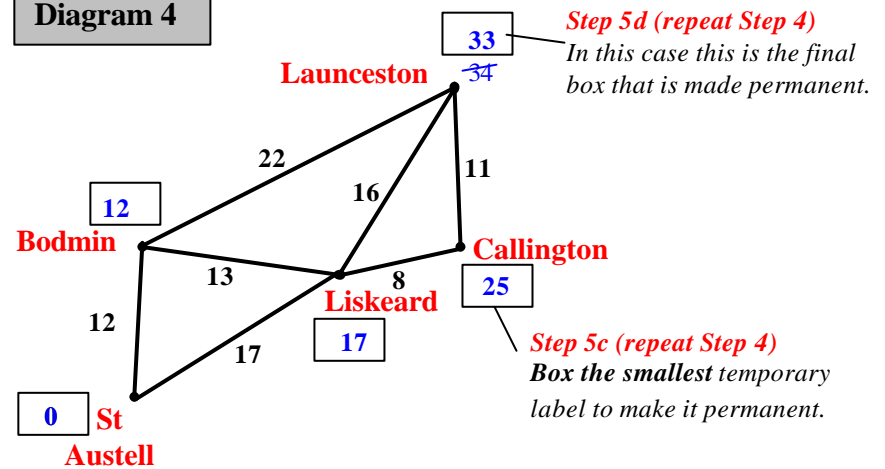 Diagram 4
33
Step 5d (repeat Step 4)
In this case this is the final
box that is made permanent.
Launceston
34
22
16
11
12
Bodmin
13
Callington
8
25
Liskeard
12
17
17
Step 5c (repeat Step 4)
Box the smallest temporary
label to make it permanent.
0
St
Austell